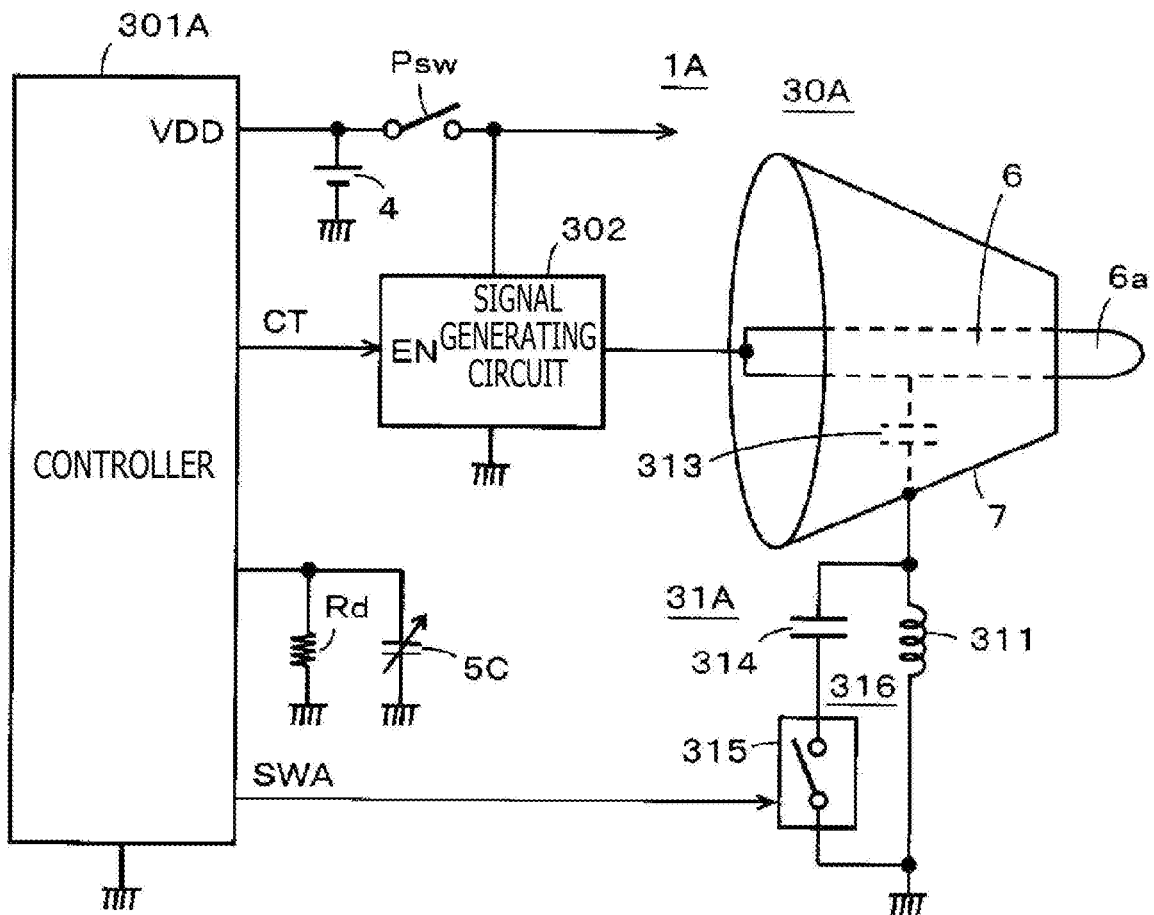 301A
Psw
1A
30A
VDD
4
302
6
6a
CT
EN
SIGNAL
GENERATING
CIRCUIT
CONTROLLER
313
7
Rd
5C
31A
314
311
316
315
SWA